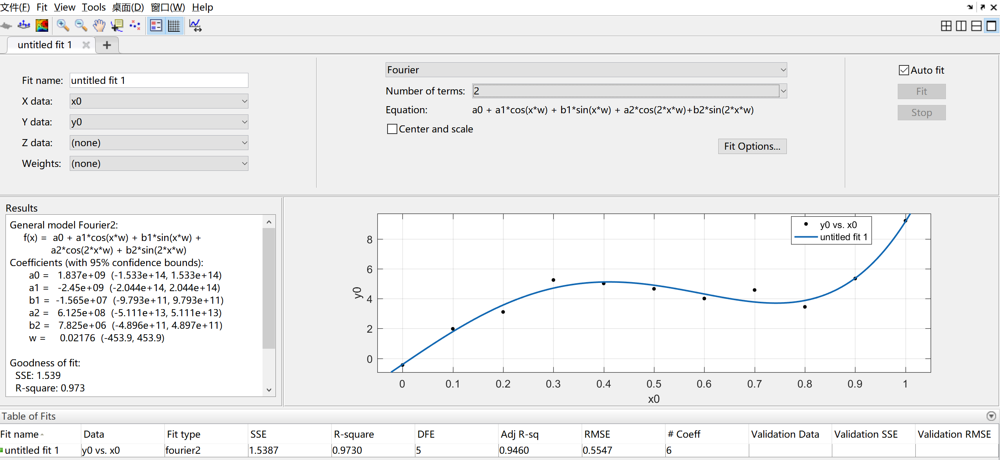 文件(F) Fit View Tools 桌面(D) 窗口(W) Help
untitled fit 1
Fit name: untitled fit 1
X data: x0
Y data: y0
Z data: (none)
Weights: (none)
Fourier
Number of terms: 2
Equation: a0 + a1*cos(x*w) + b1*sin(x*w) + a2*cos(2*x*w)+b2*sin(2*x*w)
Center and scale
Fit Options...
Auto fit
Fit
Stop
Results
General model Fourier2:
f(x) = a0 + a1*cos(x*w) + b1*sin(x*w) +
a2*cos(2*x*w) + b2*sin(2*x*w)
Coefficients (with 95% confidence bounds):
a0 = 1.837e+09 (-1.533e+14, 1.533e+14)
a1 = -2.45e+09 (-2.044e+14, 2.044e+14)
b1 = -1.565e+07 (-9.793e+11, 9.793e+11)
a2 = 6.125e+08 (-5.111e+13, 5.111e+13)
b2 = 7.825e+06 (-4.896e+11, 4.897e+11)
w = 0.02176 (-453.9, 453.9)
Goodness of fit:
SSE: 1.539
R-square: 0.973
y0 vs. x0
untitled fit 1
8
6
4
2
0
y0
0 0.1 0.2 0.3 0.4 0.5 0.6 0.7 0.8 0.9 1
x0
Table of Fits
Fit name Data Fit type SSE R-square DFE Adj R-sq RMSE # Coeff Validation Data Validation SSE Validation RMSE
untitled fit 1 y0 vs. x0 fourier2 1.5387 0.9730 5 0.9460 0.5547 6